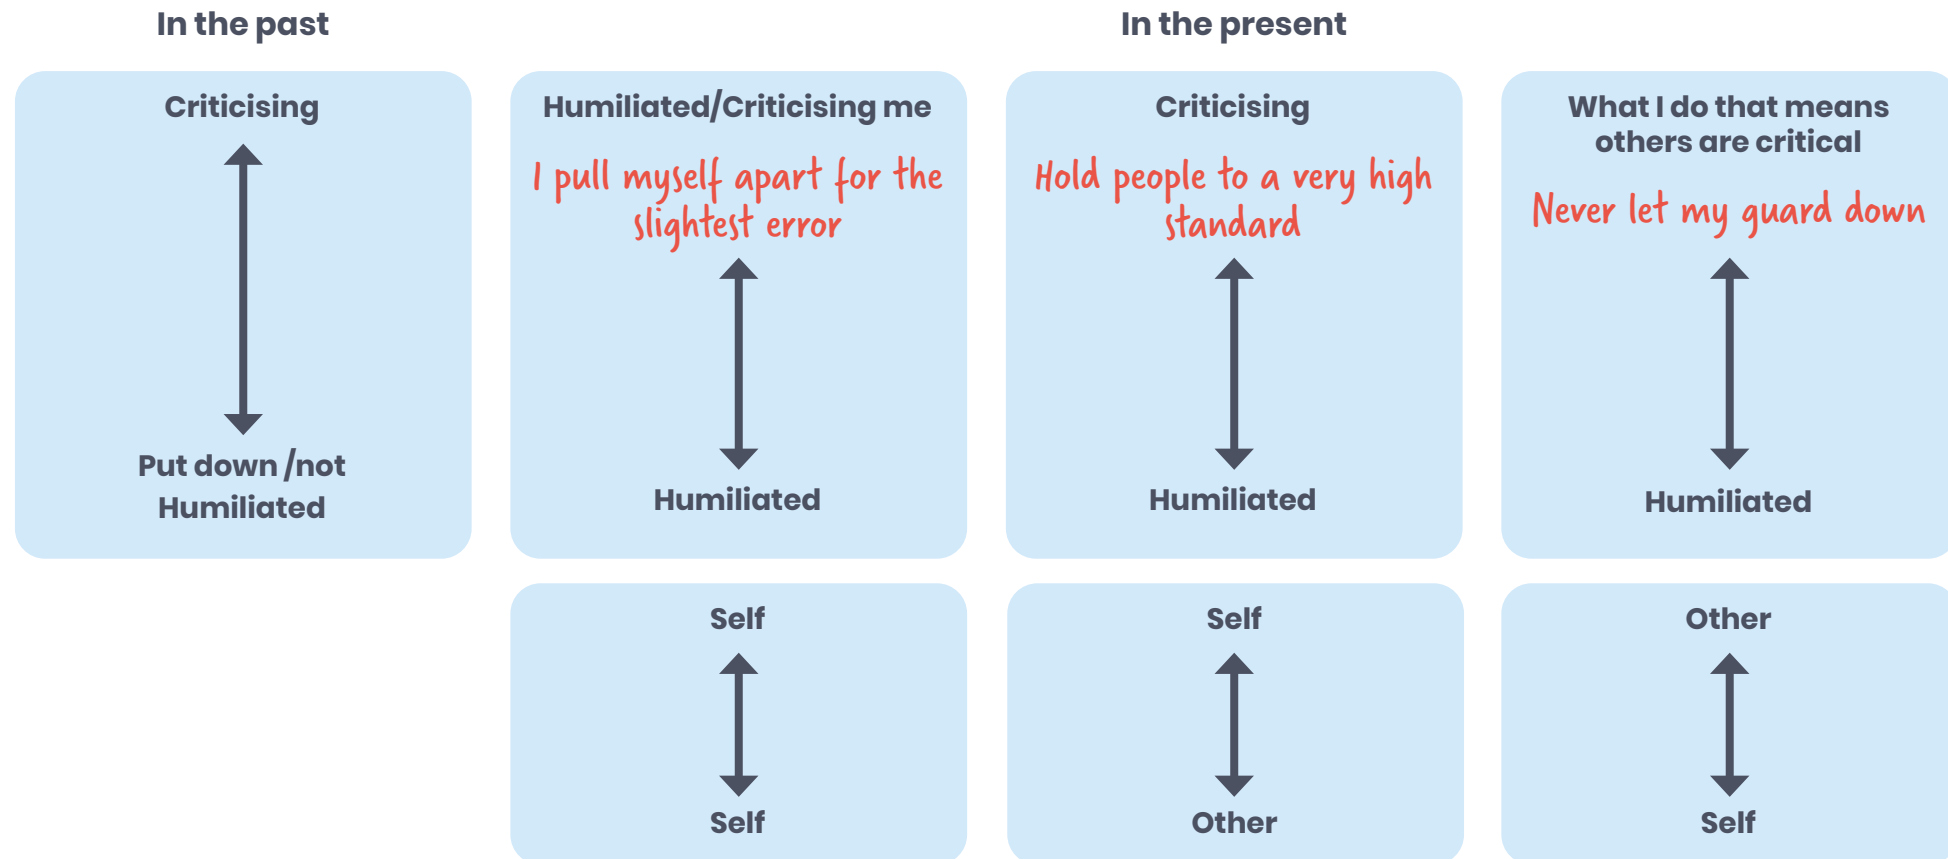 In the past
In the present
Criticising
Put down /not
Humiliated
Humiliated/Criticising me
I pull myself apart for the
slightest error
Humiliated
Criticising
Hold people to a very high
standard
Humiliated
What I do that means
others are critical
Never let my guard down
Humiliated
Self
Self
Self
Other
Other
Self